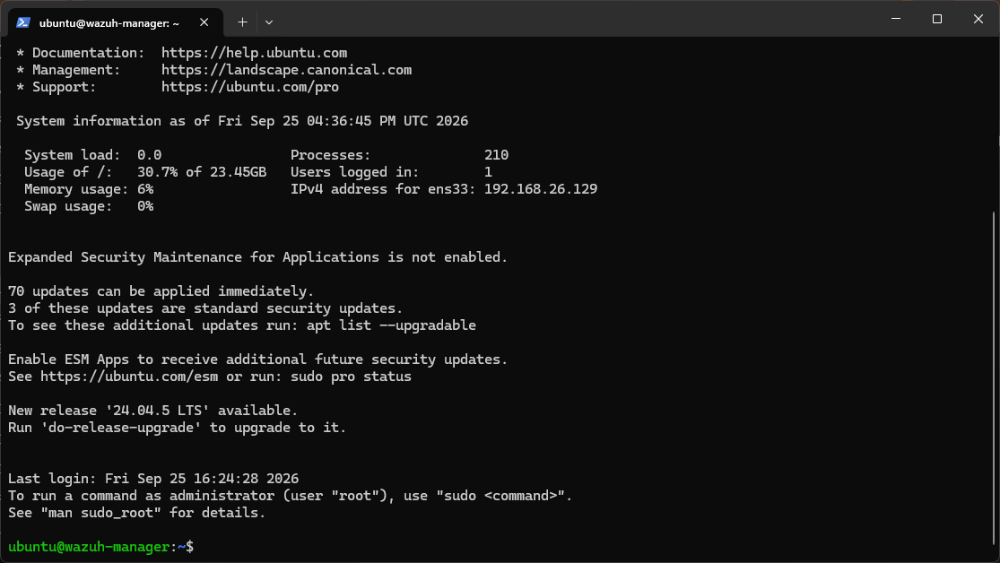 ubuntu@wazuh-manager: ~
* Documentation:  https://help.ubuntu.com
* Management:     https://landscape.canonical.com
* Support:        https://ubuntu.com/pro
System information as of Fri Sep 25 04:36:45 PM UTC 2026
System load:  0.0                Processes:              210
Usage of /:   30.7% of 23.45GB   Users logged in:        1
Memory usage: 6%                 IPv4 address for ens33: 192.168.26.129
Swap usage:   0%
Expanded Security Maintenance for Applications is not enabled.
70 updates can be applied immediately.
3 of these updates are standard security updates.
To see these additional updates run: apt list --upgradable
Enable ESM Apps to receive additional future security updates.
See https://ubuntu.com/esm or run: sudo pro status
New release '24.04.5 LTS' available.
Run 'do-release-upgrade' to upgrade to it.
Last login: Fri Sep 25 16:24:28 2026
To run a command as administrator (user "root"), use "sudo <command>".
See "man sudo_root" for details.
ubuntu@wazuh-manager:~$